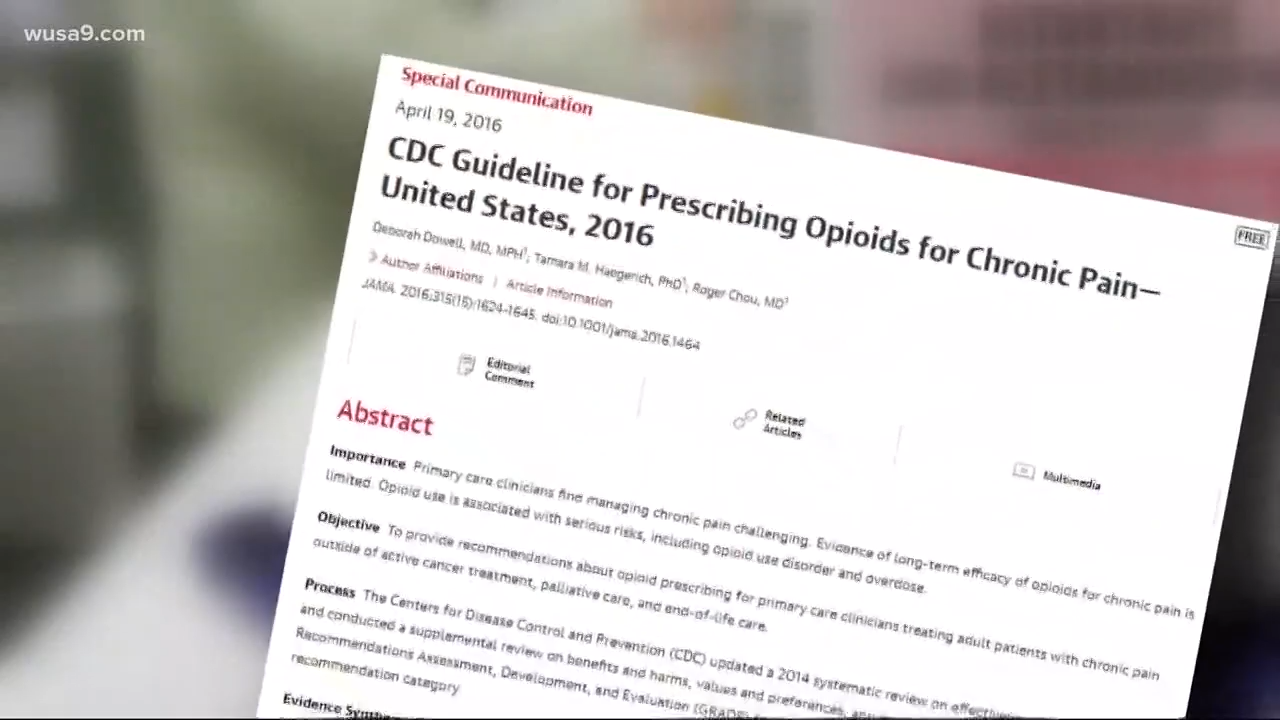 wusa9.com
Special Communication
April 19, 2016
FREE
CDC Guideline for Prescribing Opioids for Chronic Pain—
United States, 2016
Deborah Dowell, MD, MPH1; Tamara M. Haegerich, PhD1; Roger Chou, MD1
Author Affiliations | Article Information
JAMA. 2016;315(15):1624-1645. doi:10.1001/jama.2016.1464
Editorial
Comment
Related
Articles
Multimedia
Abstract
Importance Primary care clinicians find managing chronic pain challenging. Evidence of long-term efficacy of opioids for chronic pain is
limited. Opioid use is associated with serious risks, including opioid use disorder and overdose.
Objective To provide recommendations about opioid prescribing for primary care clinicians treating adult patients with chronic pain
outside of active cancer treatment, palliative care, and end-of-life care.
Process The Centers for Disease Control and Prevention (CDC) updated a 2014 systematic review on
and conducted a supplemental review on benefits and harms, values and preferences,
Recommendations Assessment, Development, and Evaluation (GRADE)
recommendation category
Evidence